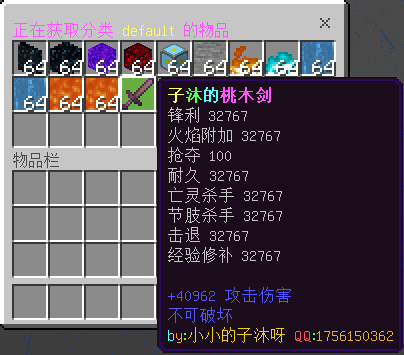 正在获取分类 default 的物品
64 64 64 64 64 64 64 64 64
64 64 64
子沐的桃木剑
锋利 32767
火焰附加 32767
抢夺 100
物品栏
耐久 32767
亡灵杀手 32767
节肢杀手 32767
击退 32767
经验修补 32767
+40962 攻击伤害
不可破坏
by:小小的子沐呀 QQ:1756150362